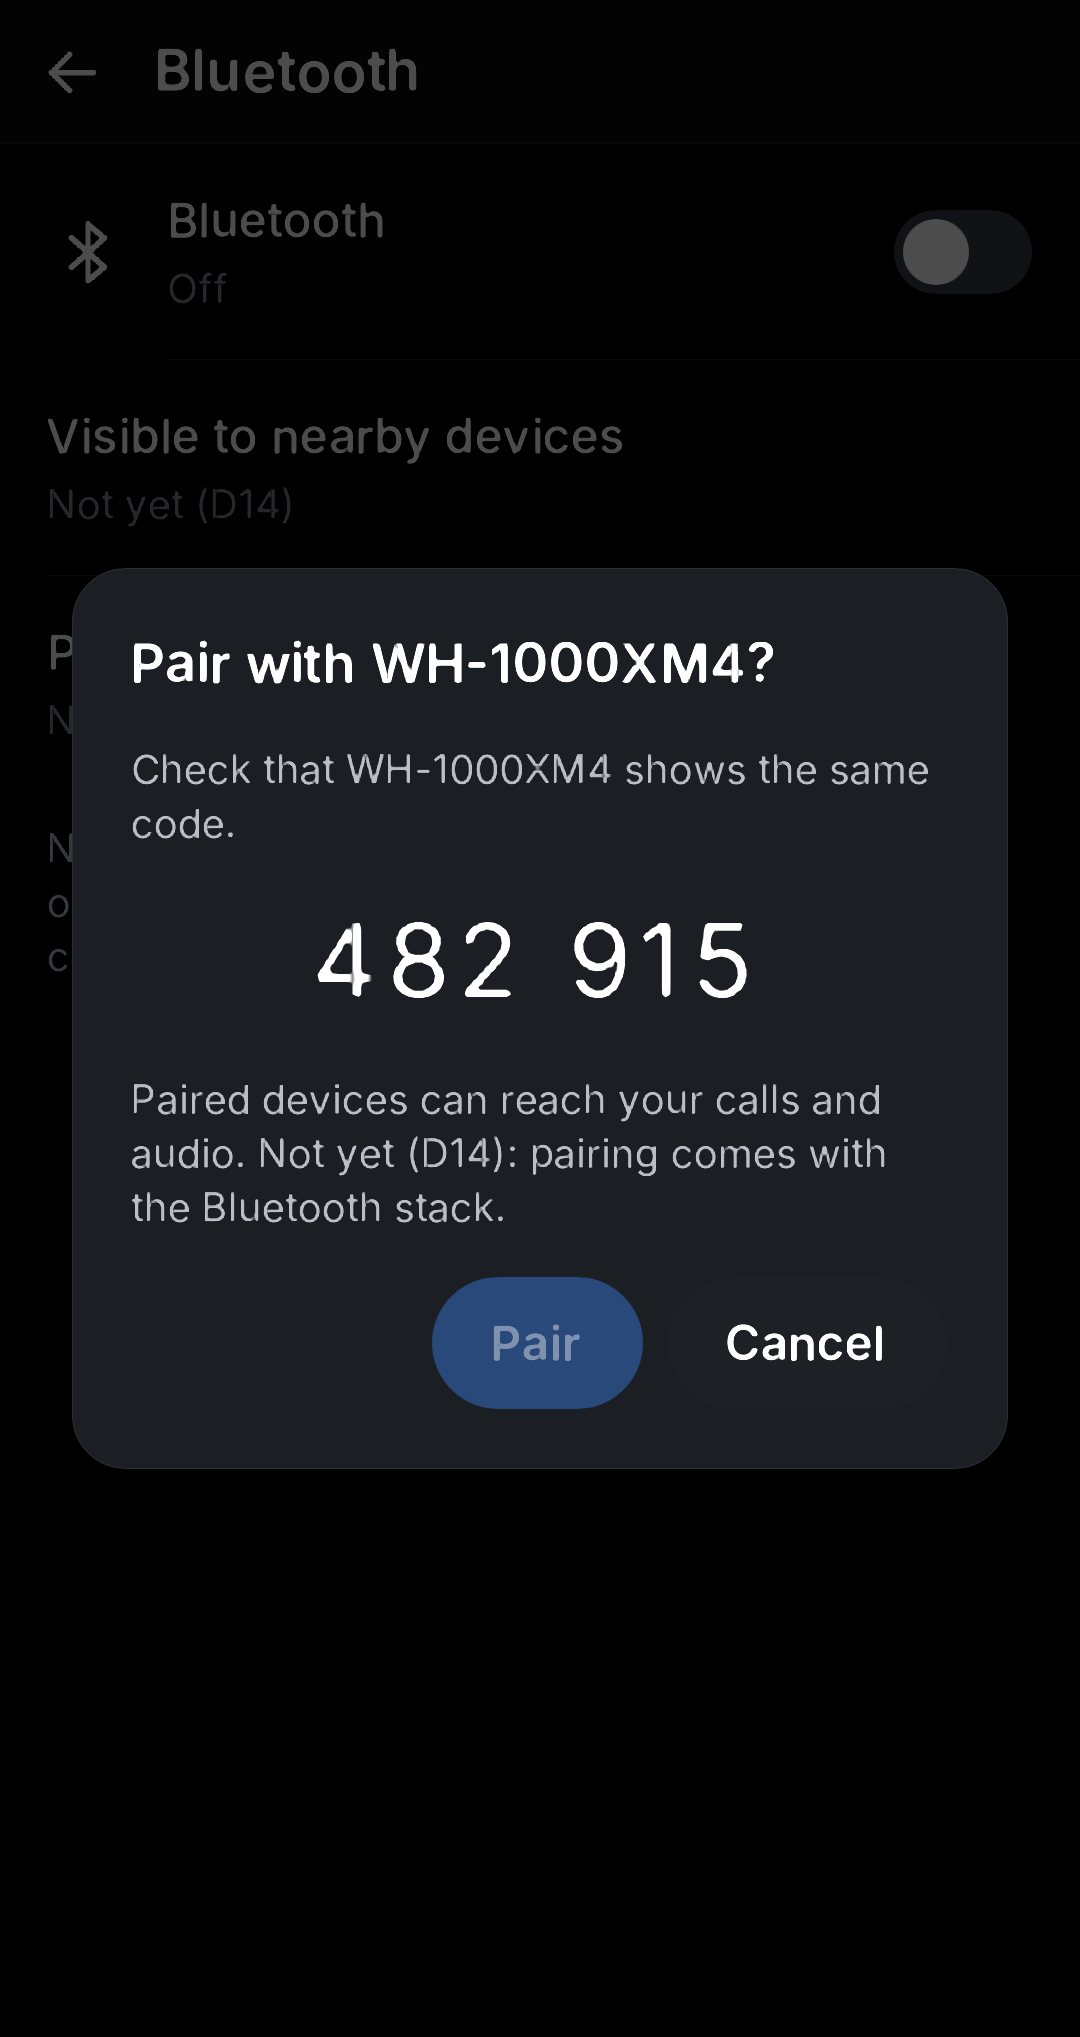 Bluetooth
Bluetooth
Off
Visible to nearby devices
Not yet (D14)
Pair with WH-1000XM4?
Check that WH-1000XM4 shows the same
code.
482 915
Paired devices can reach your calls and
audio. Not yet (D14): pairing comes with
the Bluetooth stack.
Pair
Cancel